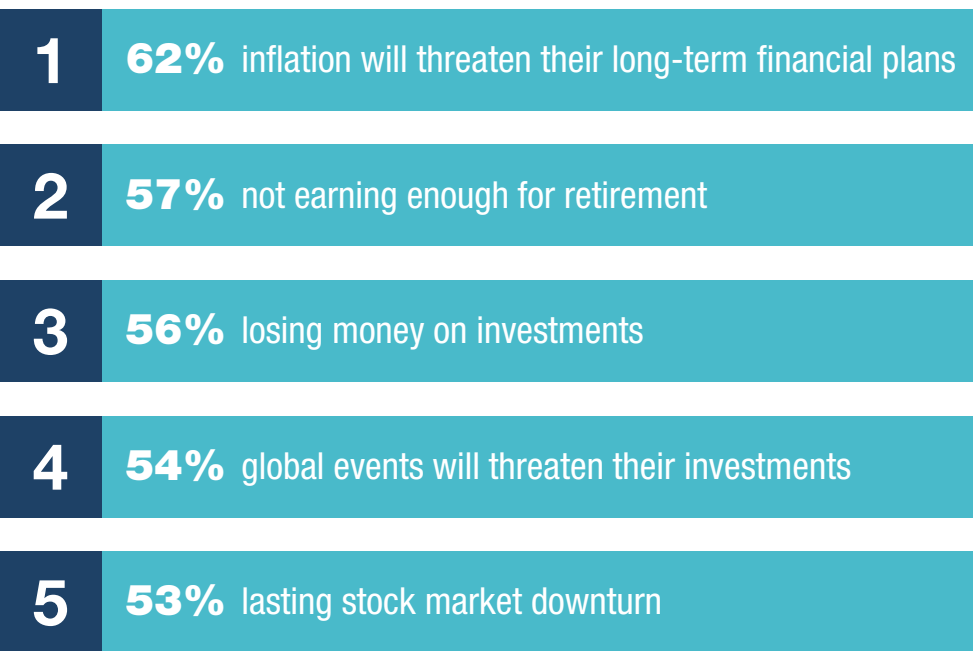 1 62% inflation will threaten their long-term financial plans
2 57% not earning enough for retirement
3 56% losing money on investments
4 54% global events will threaten their investments
5 53% lasting stock market downturn